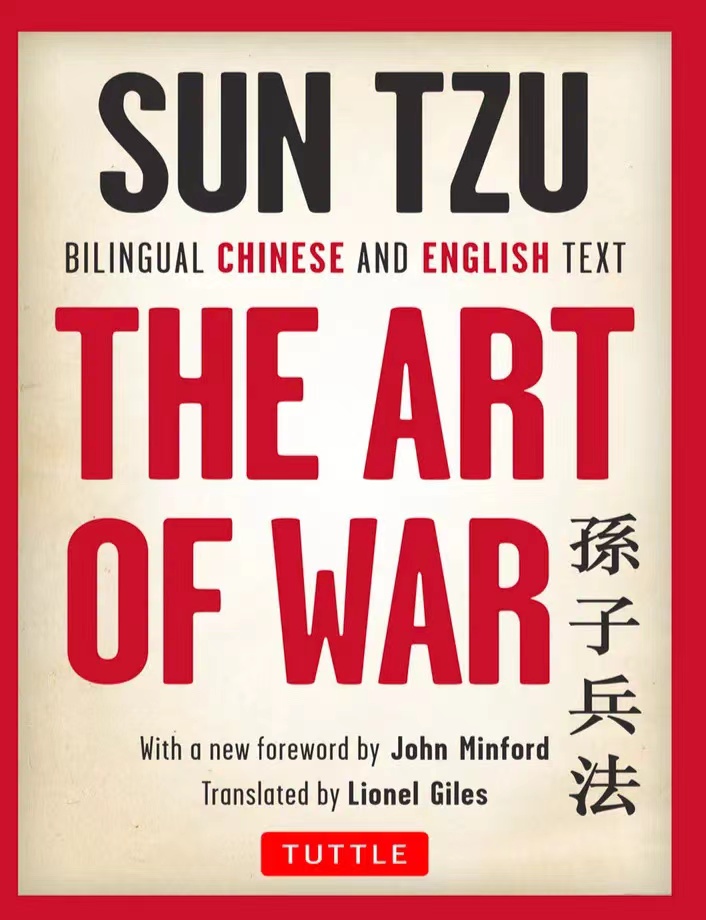 SUN TZU
BILINGUAL CHINESE AND ENGLISH TEXT
THE ART
OF WAR
孫子兵法
With a new foreword by John Minford
Translated by Lionel Giles
TUTTLE